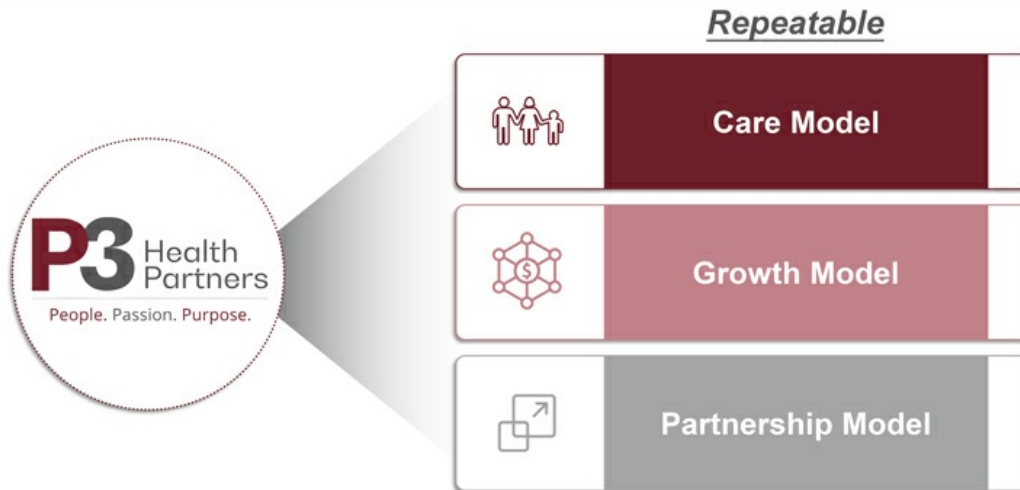 Repeatable
Care Model
P3 Health
Partners
People. Passion. Purpose.
Growth Model
$
Partnership Model